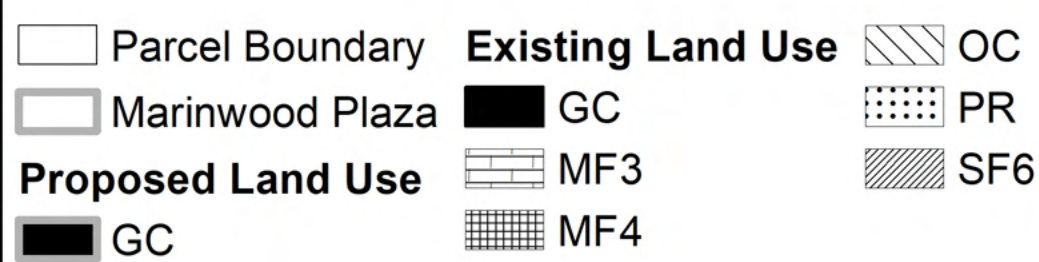 Parcel Boundary
Marinwood Plaza
Proposed Land Use
GC
Existing Land Use
GC
MF3
MF4
OC
PR
SF6